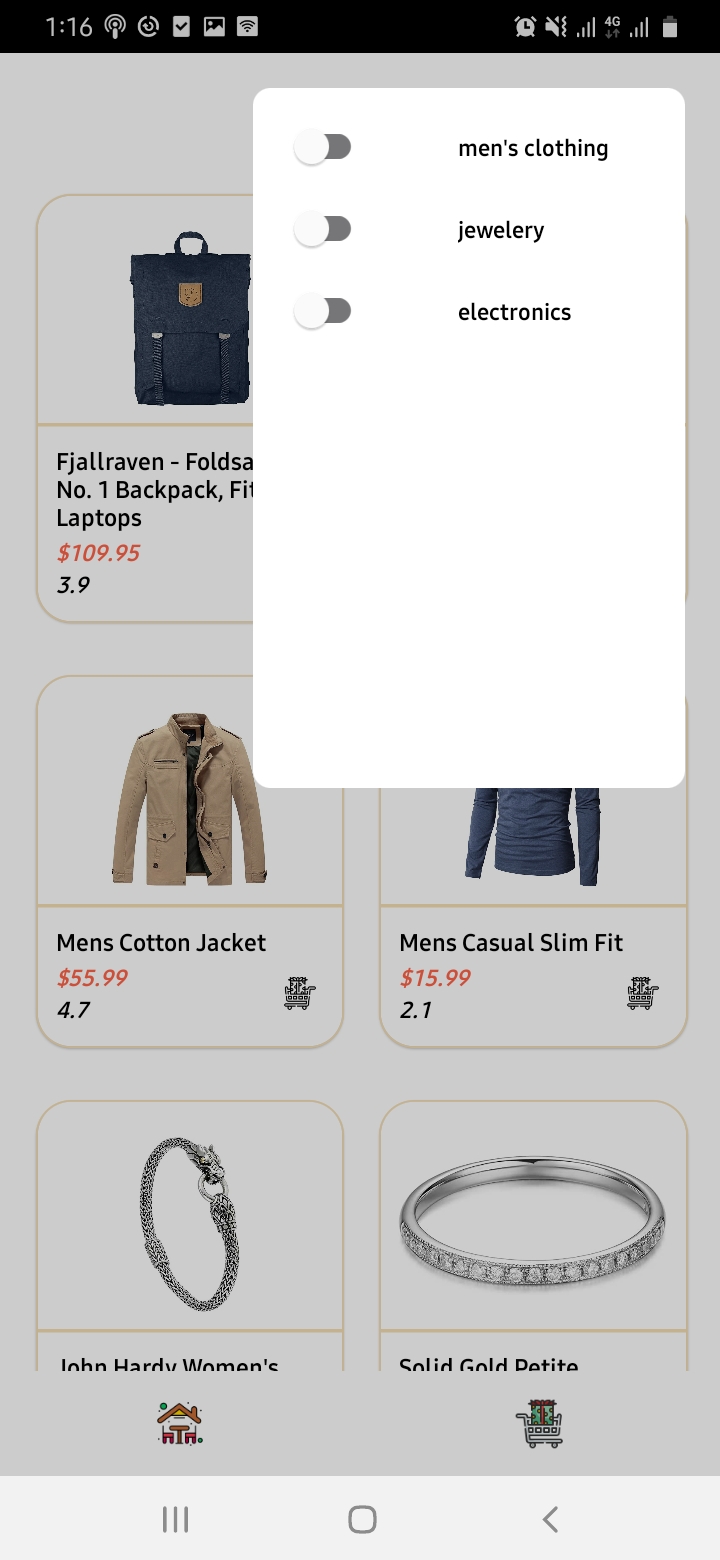 1:16
4G
men's clothing
jewelery
electronics
Fjallraven - Foldsa
No. 1 Backpack, Fit
Laptops
$109.95
3.9
Mens Cotton Jacket
$55.99
4.7
Mens Casual Slim Fit
$15.99
2.1
John Hardy Women's
Solid Gold Petite